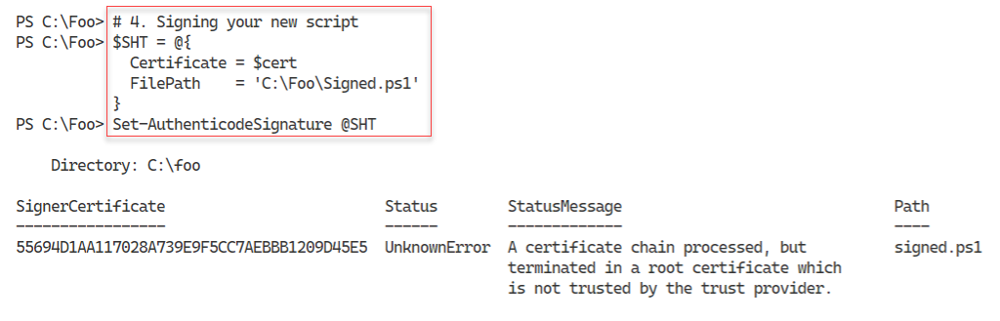 PS C:\Foo> # 4. Signing your new script
PS C:\Foo> $SHT = @{
Certificate = $cert
FilePath    = 'C:\Foo\Signed.ps1'
}
PS C:\Foo> Set-AuthenticodeSignature @SHT
Directory: C:\foo
SignerCertificate                         Status        StatusMessage                               Path
-----------------                         ------        -------------                               ----
55694D1AA117028A739E9F5CC7AEBBB1209D45E5  UnknownError  A certificate chain processed, but          signed.ps1
terminated in a root certificate which
is not trusted by the trust provider.